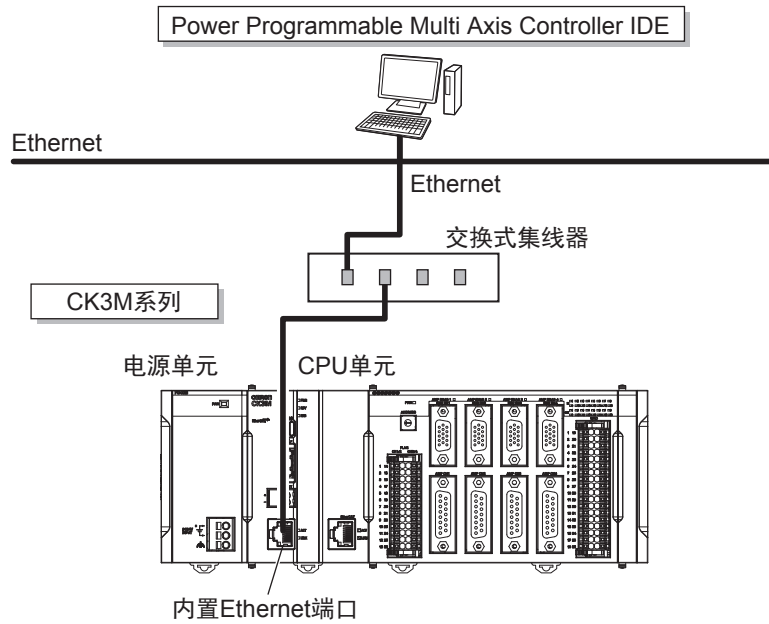 Power Programmable Multi Axis Controller IDE
Ethernet
Ethernet
交换式集线器
CK3M系列
电源单元
CPU单元
内置Ethernet端口